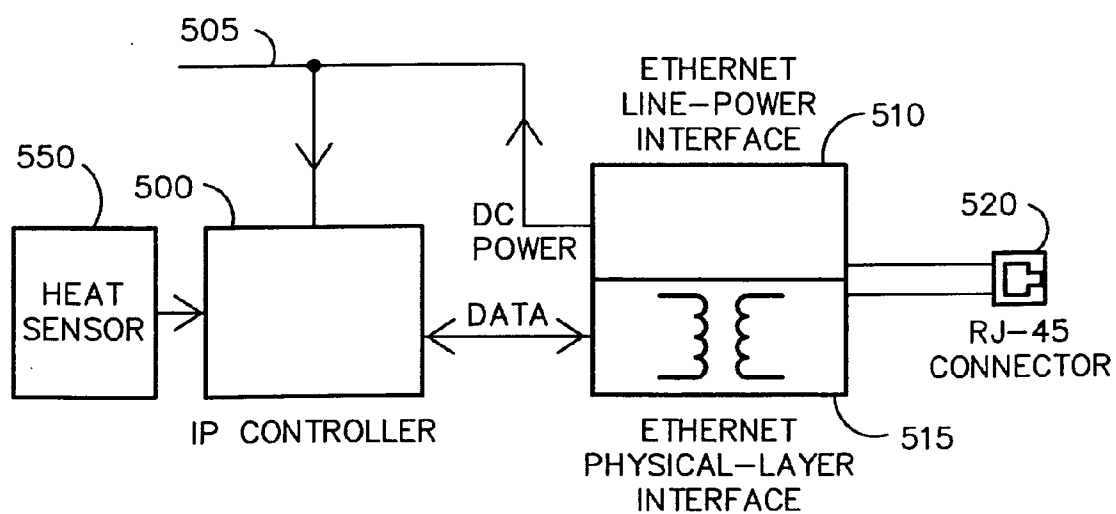 505
ETHERNET
LINE-POWER
INTERFACE
510
550
500
DC
POWER
520
HEAT
SENSOR
DATA
RJ-45
CONNECTOR
IP CONTROLLER
ETHERNET
PHYSICAL-LAYER
INTERFACE
515